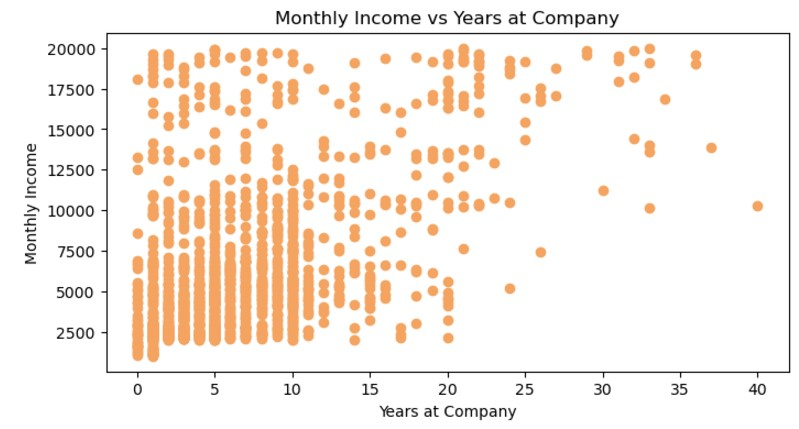 Monthly Income vs Years at Company
20000
17500
15000
12500
10000
7500
5000
2500
Monthly Income
0 5 10 15 20 25 30 35 40
Years at Company